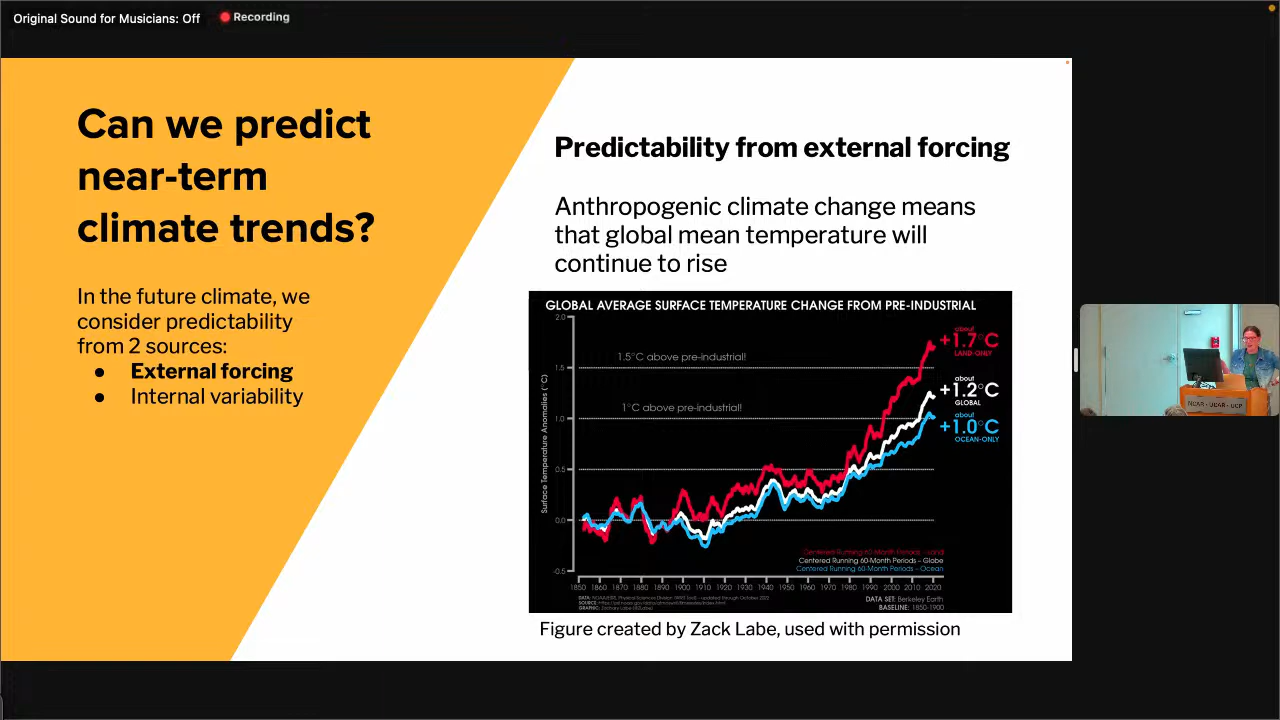 Original Sound for Musicians: Off
Recording
Can we predict
near-term
climate trends?
In the future climate, we
consider predictability
from 2 sources:
● External forcing
● Internal variability
Predictability from external forcing
Anthropogenic climate change means
that global mean temperature will
continue to rise
GLOBAL AVERAGE SURFACE TEMPERATURE CHANGE FROM PRE-INDUSTRIAL
Surface Temperature Anomalies (°C)
2.0
1.5
1.0
0.5
0.0
-0.5
1.5°C above pre-industrial!
1°C above pre-industrial!
about
+1.7°C
LAND-ONLY
about
+1.2°C
GLOBAL
about
+1.0°C
OCEAN-ONLY
Centered Running 60-Month Periods – Land
Centered Running 60-Month Periods – Globe
Centered Running 60-Month Periods – Ocean
1850 1860 1870 1880 1890 1900 1910 1920 1930 1940 1950 1960 1970 1980 1990 2000 2010 2020
DATA SET: Berkeley Earth
BASELINE: 1850-1900
Figure created by Zack Labe, used with permission
NCAR - UCAR - UCP